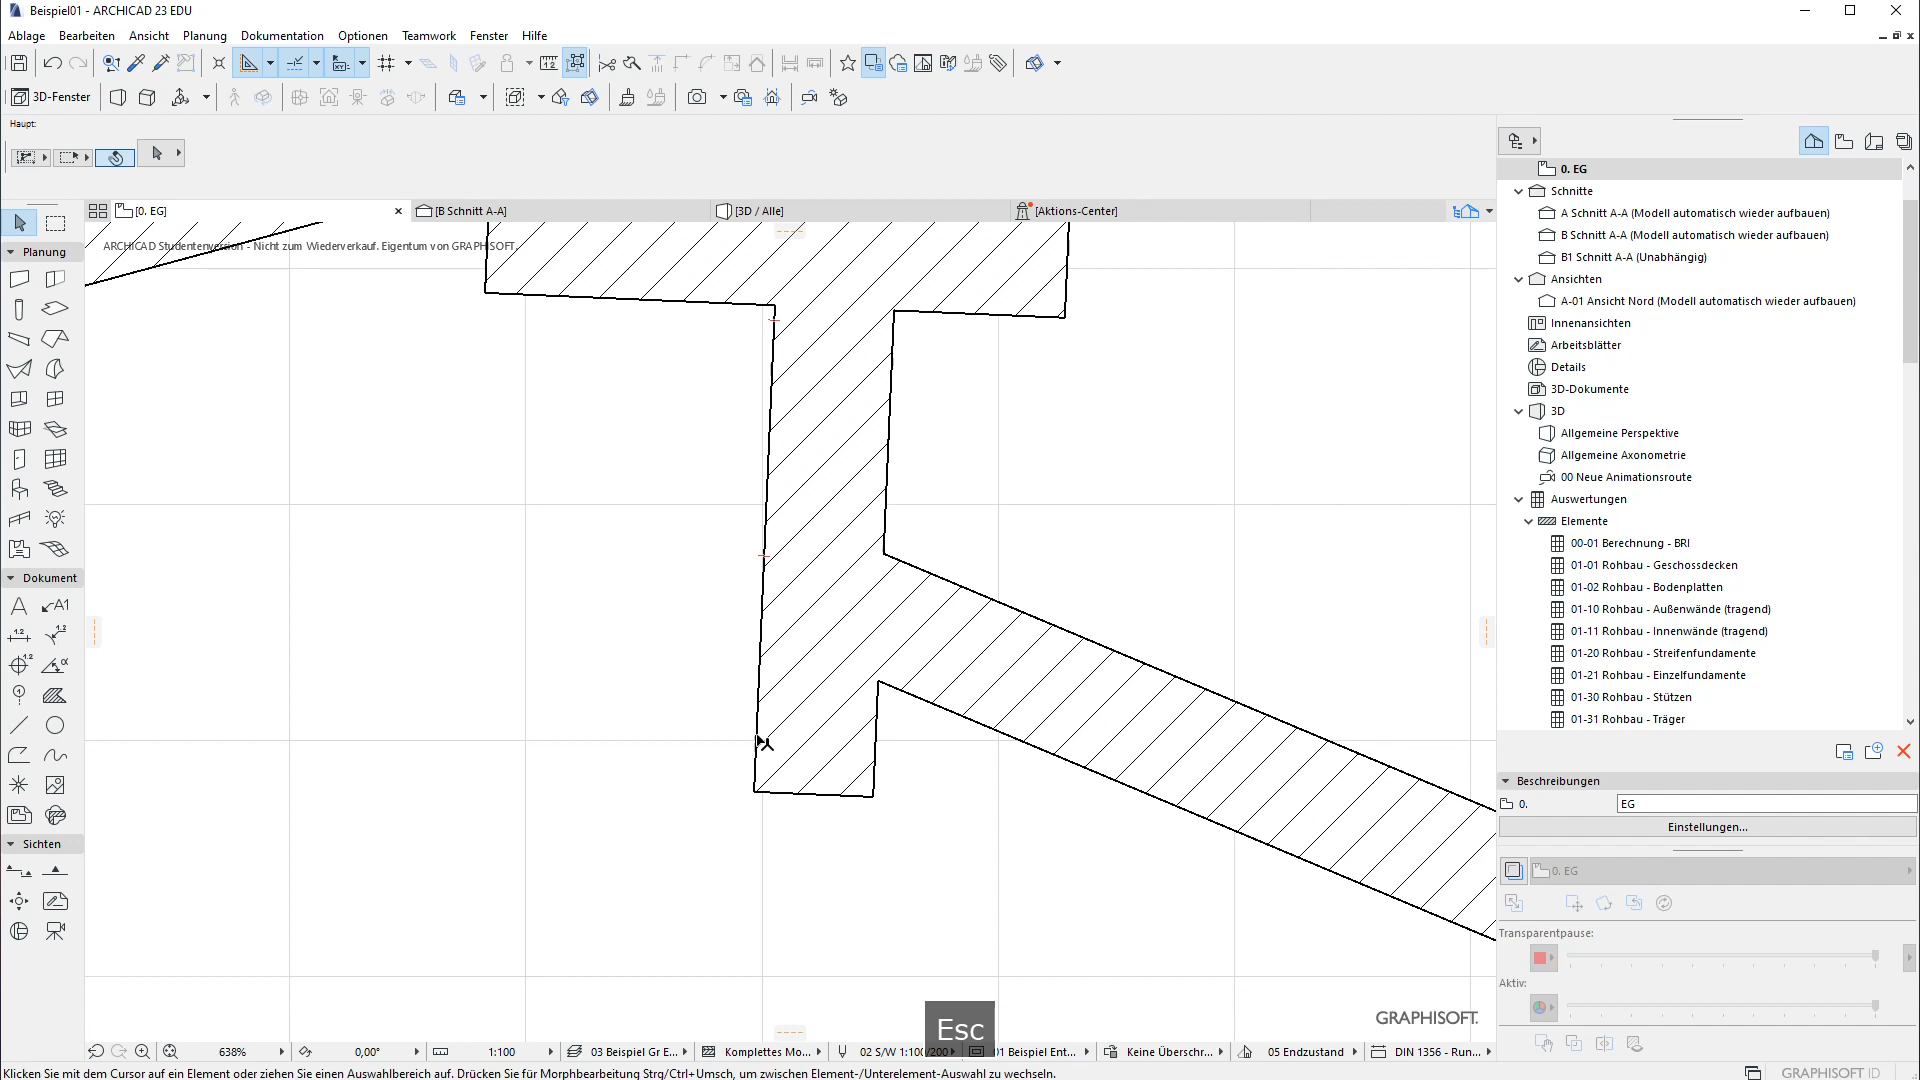 Beispiel01 - ARCHICAD 23 EDU
Ablage Bearbeiten Ansicht Planung Design Dokumentation Optionen Teamwork Fenster Hilfe
3D-Fenster
Haupt:
[0. EG]
[B Schnitt A-A]
[3D / Alle]
[Aktions-Center]
ARCHICAD Studentenversion - Nicht zum Wiederverkauf. Eigentum von GRAPHISOFT.
Planung
Dokument
A1
1.2
1.2
1.2
Sichten
0. EG
Schnitte
A Schnitt A-A (Modell automatisch wieder aufbauen)
B Schnitt A-A (Modell automatisch wieder aufbauen)
B1 Schnitt A-A (Unabhängig)
Ansichten
A-01 Ansicht Nord (Modell automatisch wieder aufbauen)
Innenansichten
Arbeitsblätter
Details
3D-Dokumente
3D
Allgemeine Perspektive
Allgemeine Axonometrie
00 Neue Animationsroute
Auswertungen
Elemente
00-01 Berechnung - BRI
01-01 Rohbau - Geschossdecken
01-02 Rohbau - Bodenplatten
01-10 Rohbau - Außenwände (tragend)
01-11 Rohbau - Innenwände (tragend)
01-20 Rohbau - Streifenfundamente
01-21 Rohbau - Einzelfundamente
01-30 Rohbau - Stützen
01-31 Rohbau - Träger
Beschreibungen
0. EG
Einstellungen...
0. EG
Transparentpause:
Aktiv:
GRAPHISOFT.
Esc
638% 0,00° 1:100 03 Beispiel Gr E... Komplettes Mo... 02 S/W 1:100/200 01 Beispiel Ent... Keine Überschr... 05 Endzustand DIN 1356 - Run...
Klicken Sie mit dem Cursor auf ein Element oder ziehen Sie einen Auswahlbereich auf. Drücken Sie für Morphbearbeitung Strg/Ctrl+Umsch, um zwischen Element-/Unterelement-Auswahl zu wechseln.
GRAPHISOFT ID